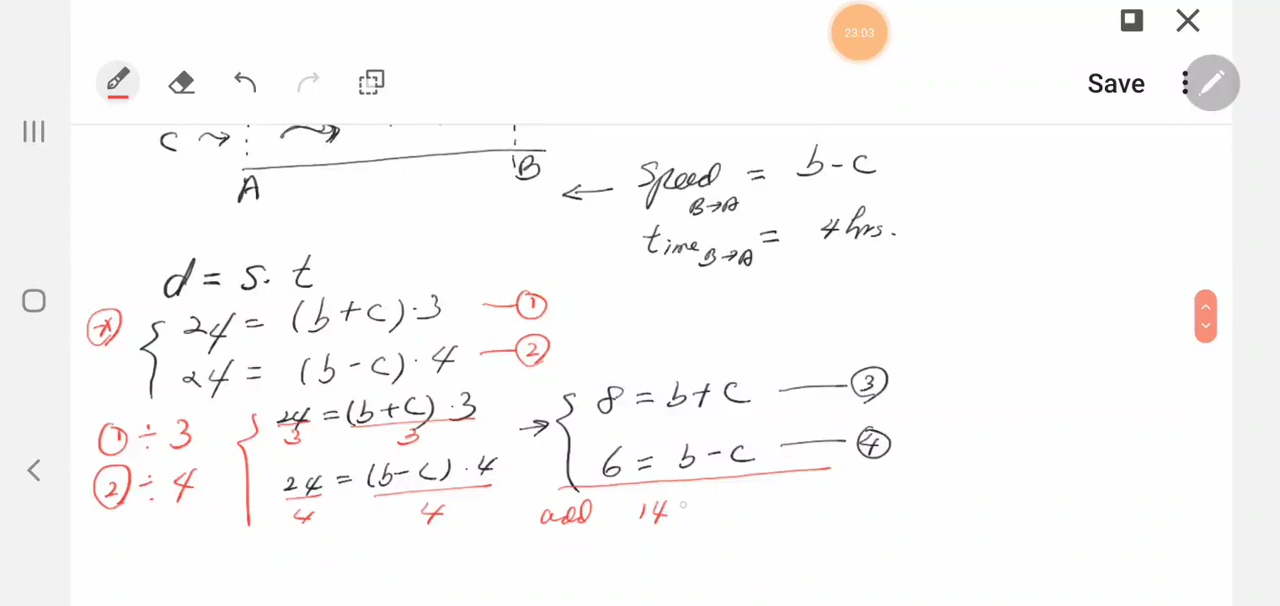 23:03
Save
C
A
B
Speed B→A = b-c
time B→A = 4 hrs.
d = s. t
* 24 = (b+c)·3 — ①
24 = (b-c)·4 — ②
① ÷ 3
24/3 = (b+c)·3/3
→ 8 = b+c — ③
② ÷ 4
24/4 = (b-c)·4/4
6 = b-c — ④
add 14